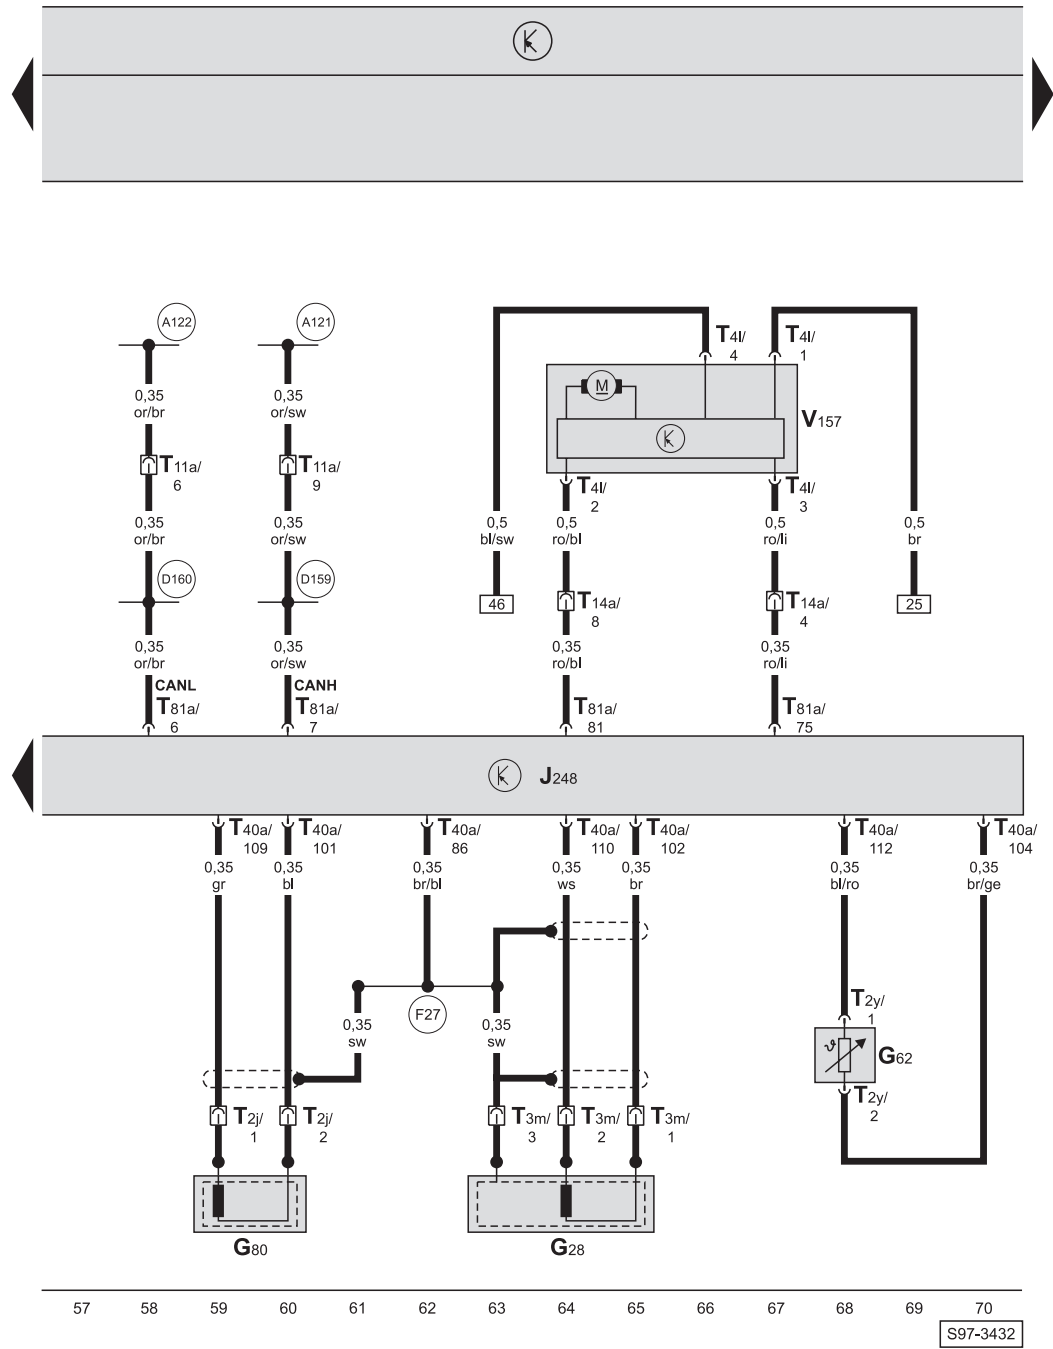 A122 A121
T4l/ T4l/
4 1
0,35 0,35
or/br or/sw
M
V157
T11a/ T11a/
6 9
T4l/ T4l/
2 3
0,35 0,35 0,5 0,5 0,5 0,5
or/br or/sw bl/sw ro/bl ro/li br
D160 D159
46 T14a/ T14a/ 25
8 4
0,35 0,35 0,35 0,35
or/br or/sw ro/bl ro/li
CANL CANH
T81a/ T81a/ T81a/ T81a/
6 7 81 75
J248
T40a/ T40a/ T40a/ T40a/ T40a/ T40a/ T40a/
109 101 86 110 102 112 104
0,35 0,35 0,35 0,35 0,35 0,35 0,35
gr bl br/bl ws br bl/ro br/ge
T2y/
1
F27
0,35 0,35
sw sw
ϑ G62
T2y/
2
T2j/ T2j/ T3m/ T3m/ T3m/
1 2 3 2 1
G80 G28
57 58 59 60 61 62 63 64 65 66 67 68 69 70
S97-3432